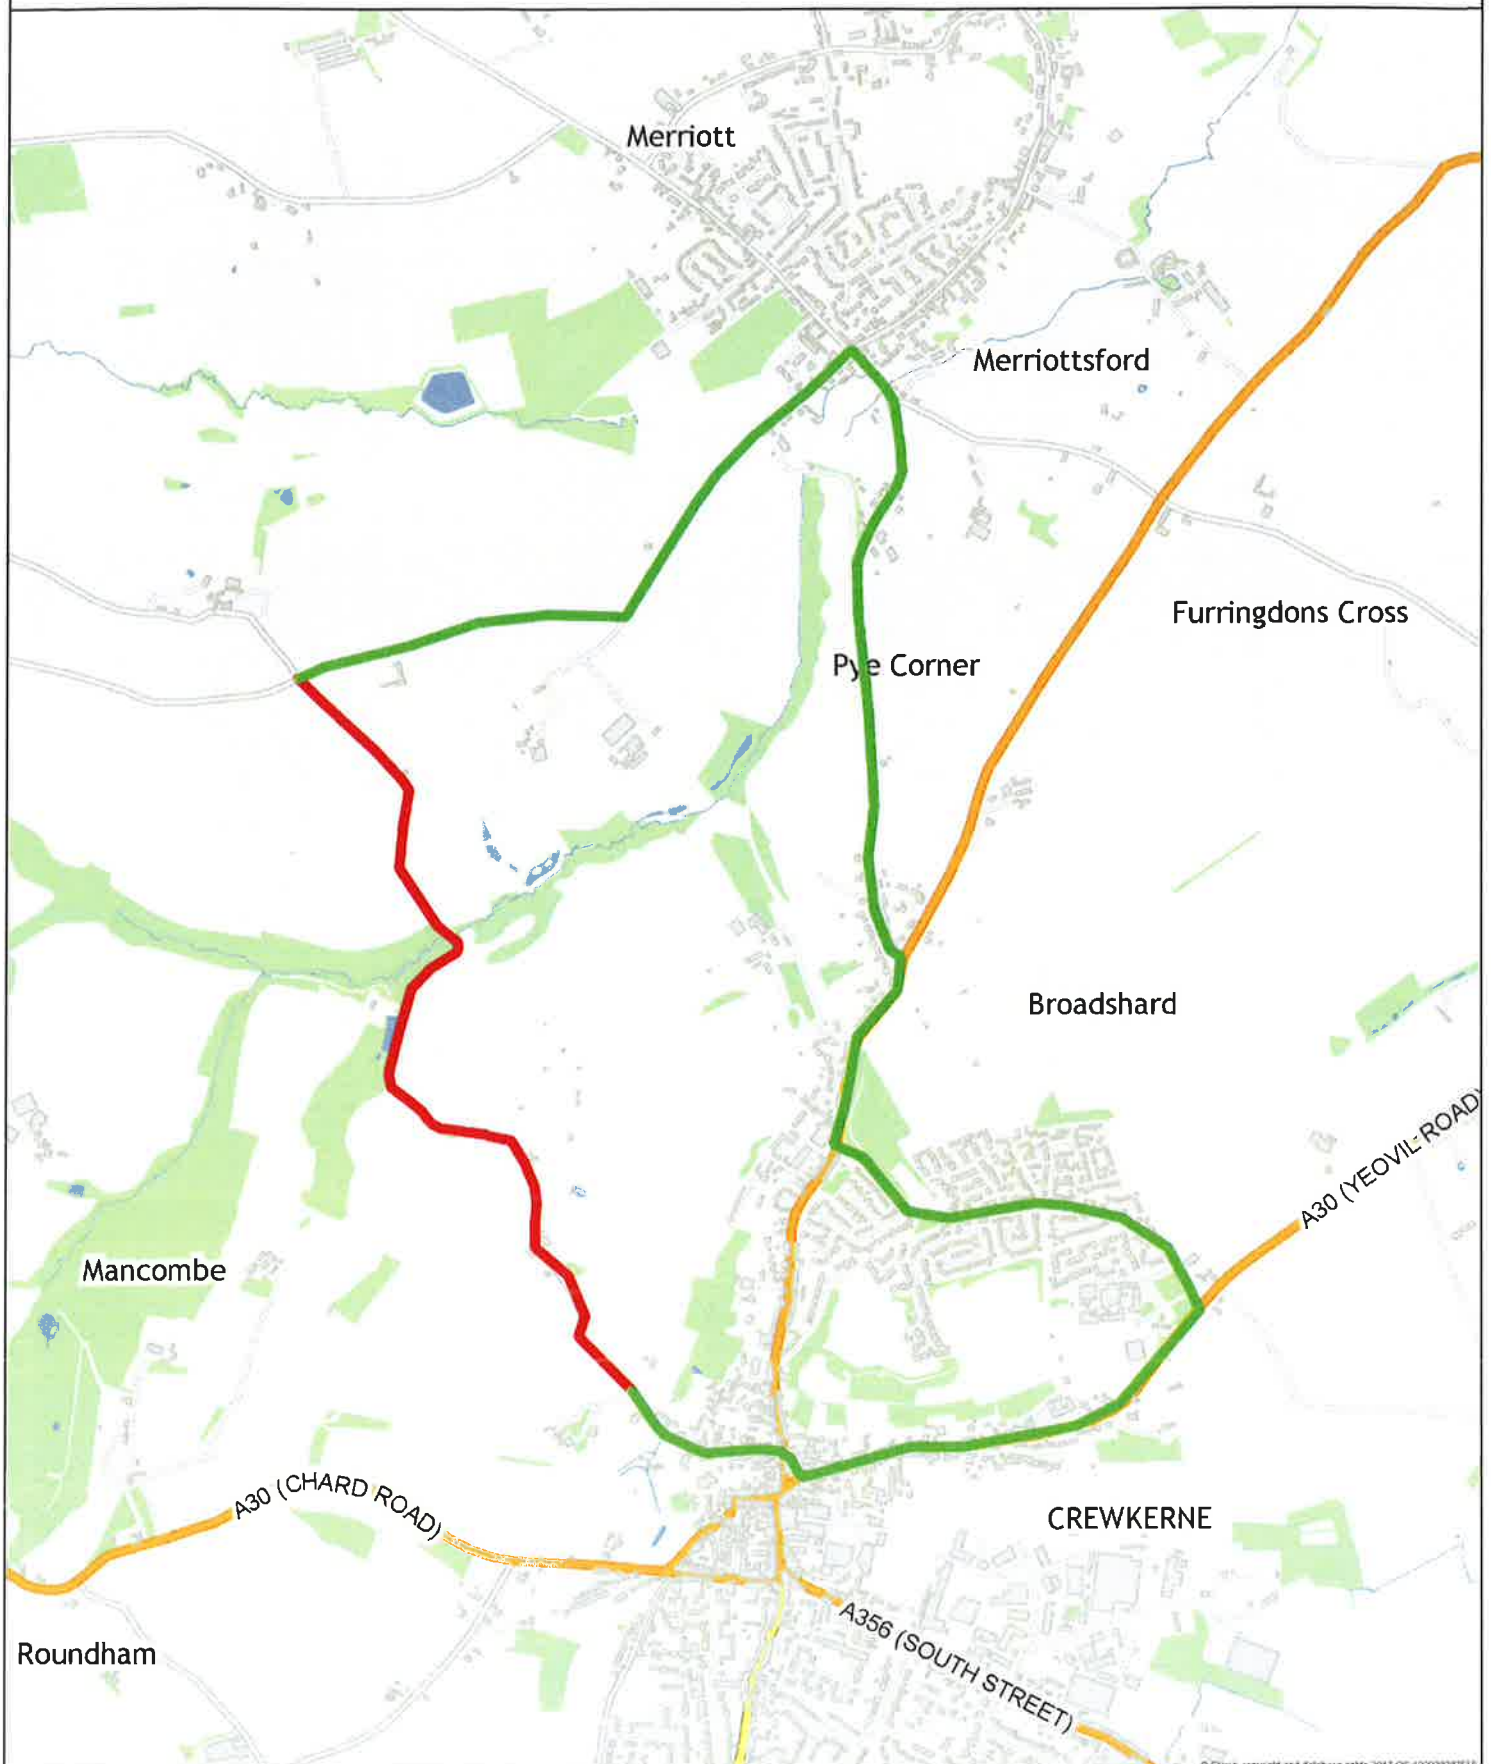 Merriott
Merriottsford
Furringdons Cross
Pye Corner
Broadshard
A30 (YEOVIL ROAD)
Mancombe
A30 (CHARD ROAD)
CREWKERNE
A356 (SOUTH STREET)
Roundham